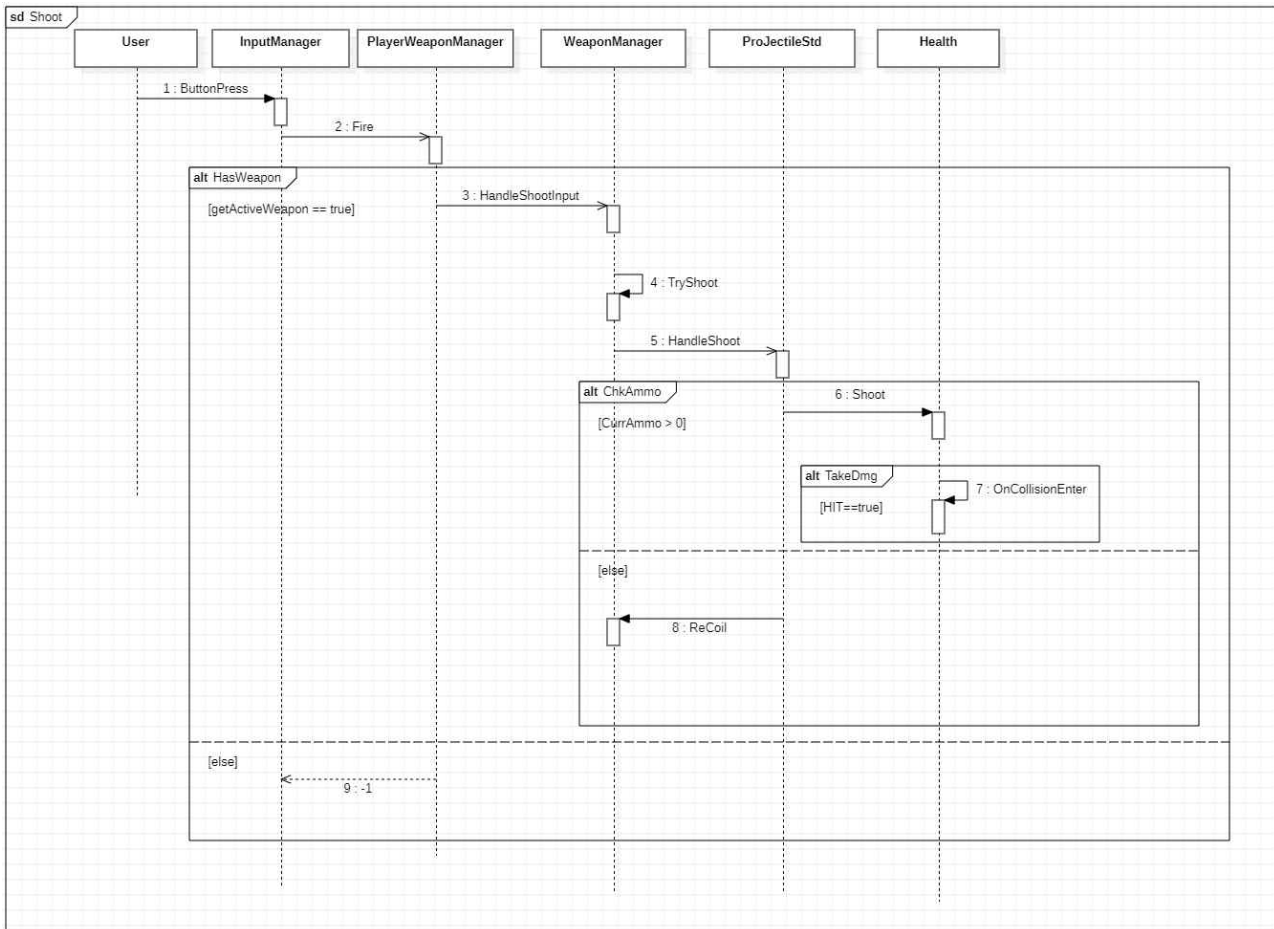 sd Shoot
User
InputManager
PlayerWeaponManager
WeaponManager
ProJectileStd
Health
1 : ButtonPress
2 : Fire
alt HasWeapon
[getActiveWeapon == true]
3 : HandleShootInput
4 : TryShoot
5 : HandleShoot
alt ChkAmmo
[CurrAmmo > 0]
6 : Shoot
alt TakeDmg
[HIT==true]
7 : OnCollisionEnter
[else]
8 : ReCoil
[else]
9 : -1